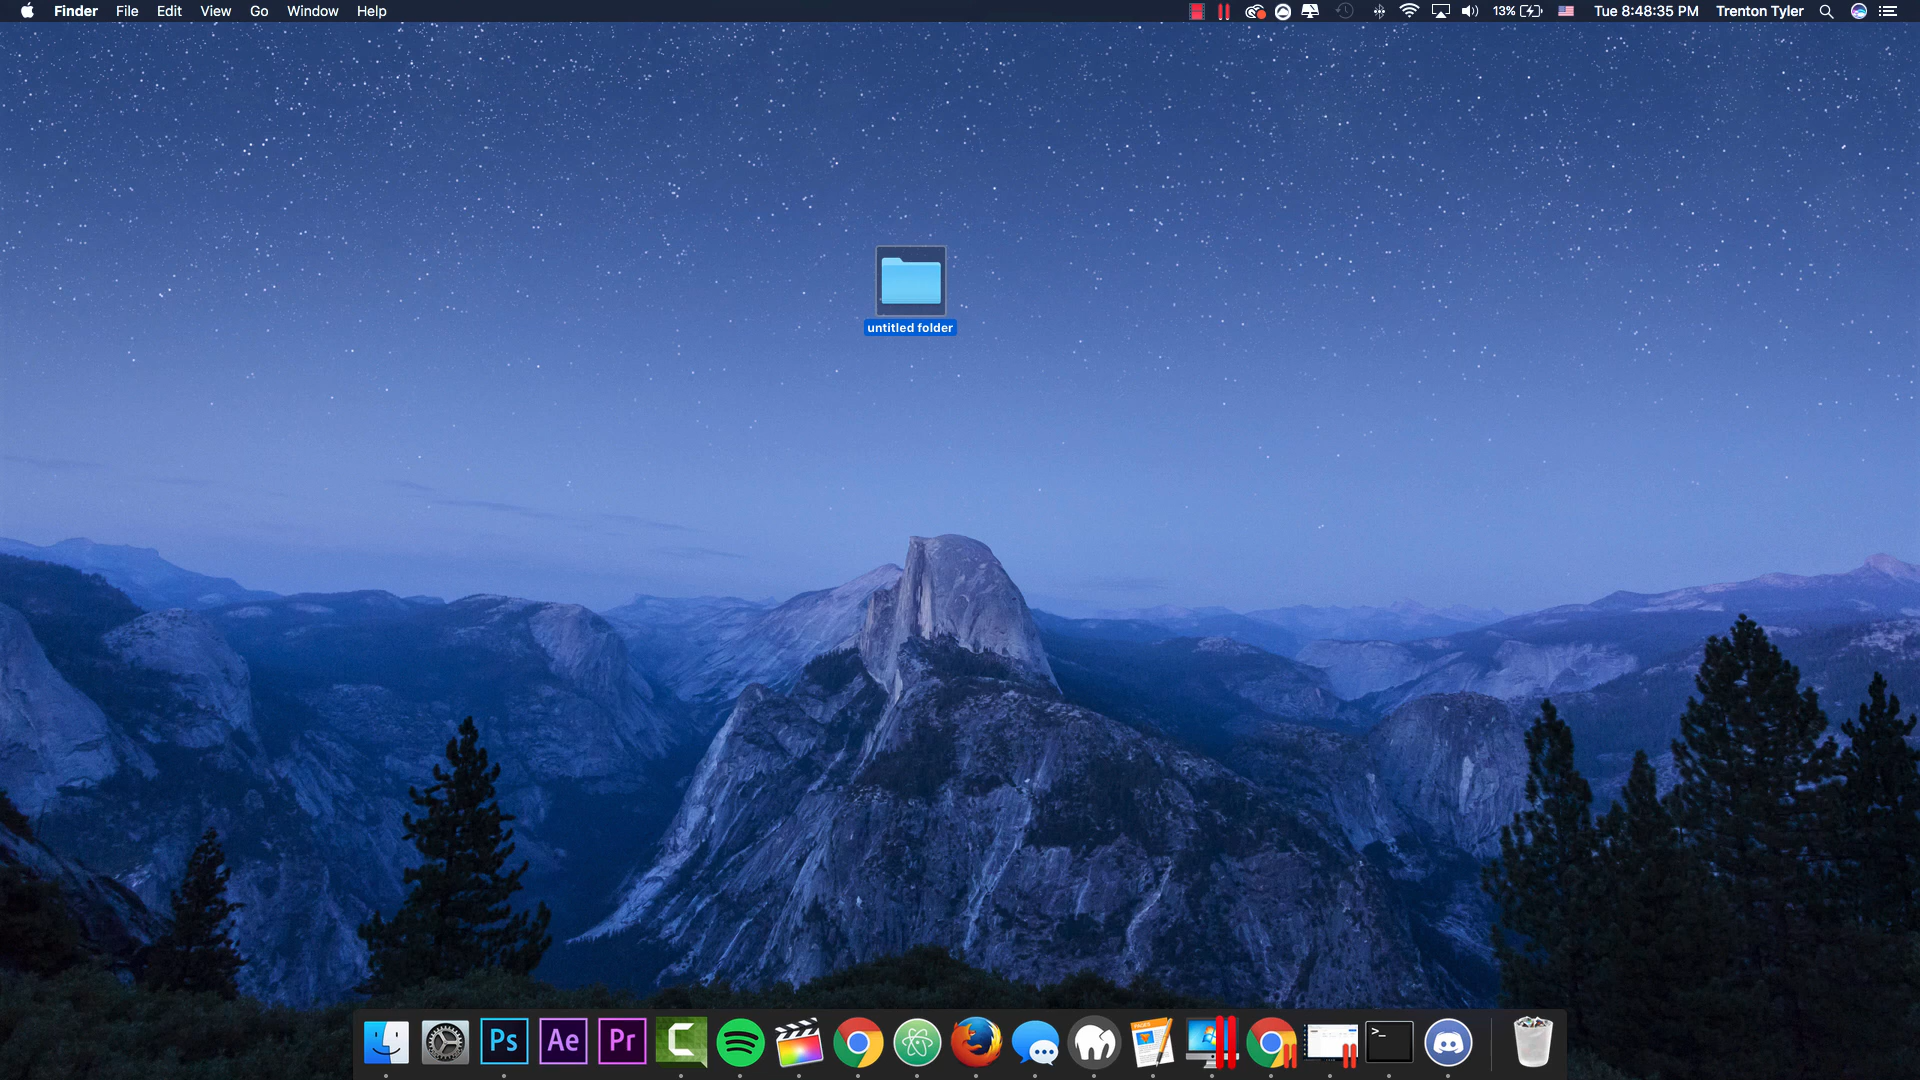 Finder File Edit View Go Window Help 13% Tue 8:48:35 PM Trenton Tyler
untitled folder
Ps Ae Pr C PAGES >_